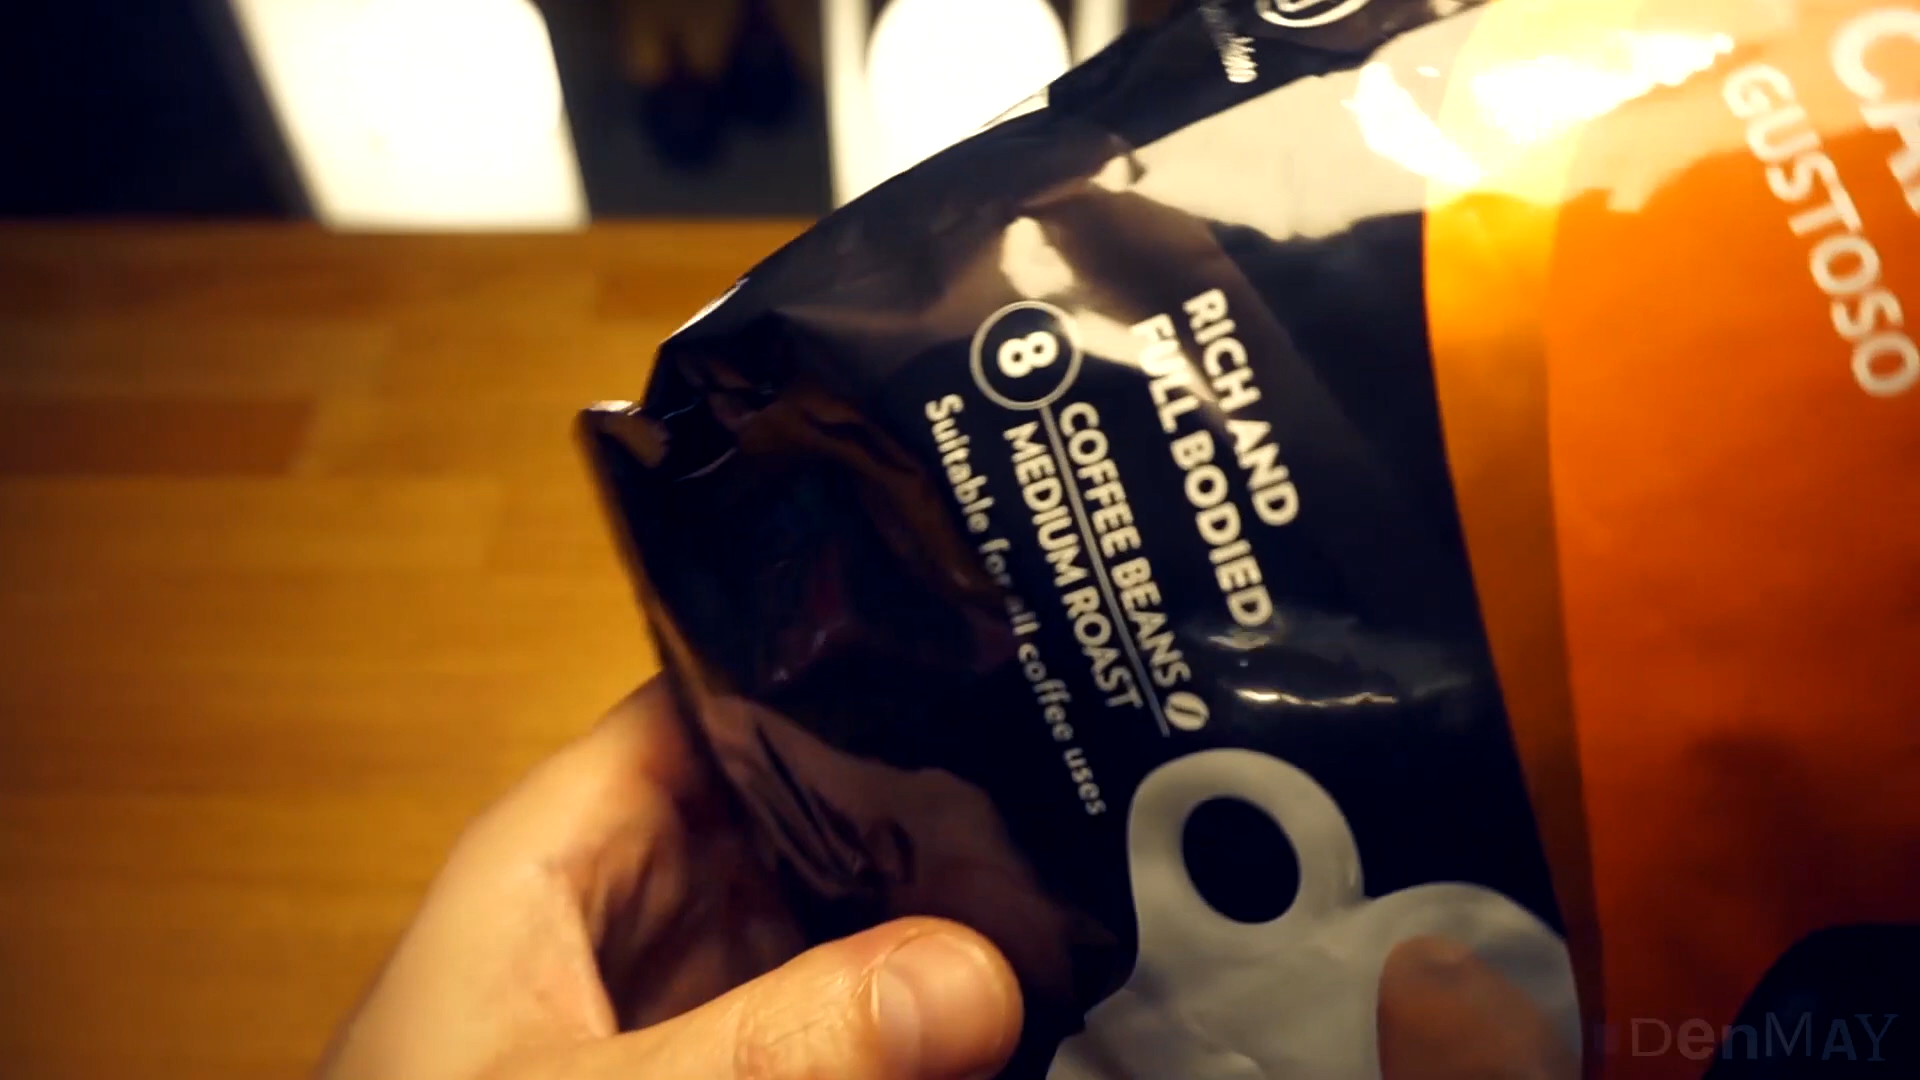 GUSTOSO
RICH AND
FULL BODIED
8
COFFEE BEANS
MEDIUM ROAST
Suitable for all coffee uses
DenMAY